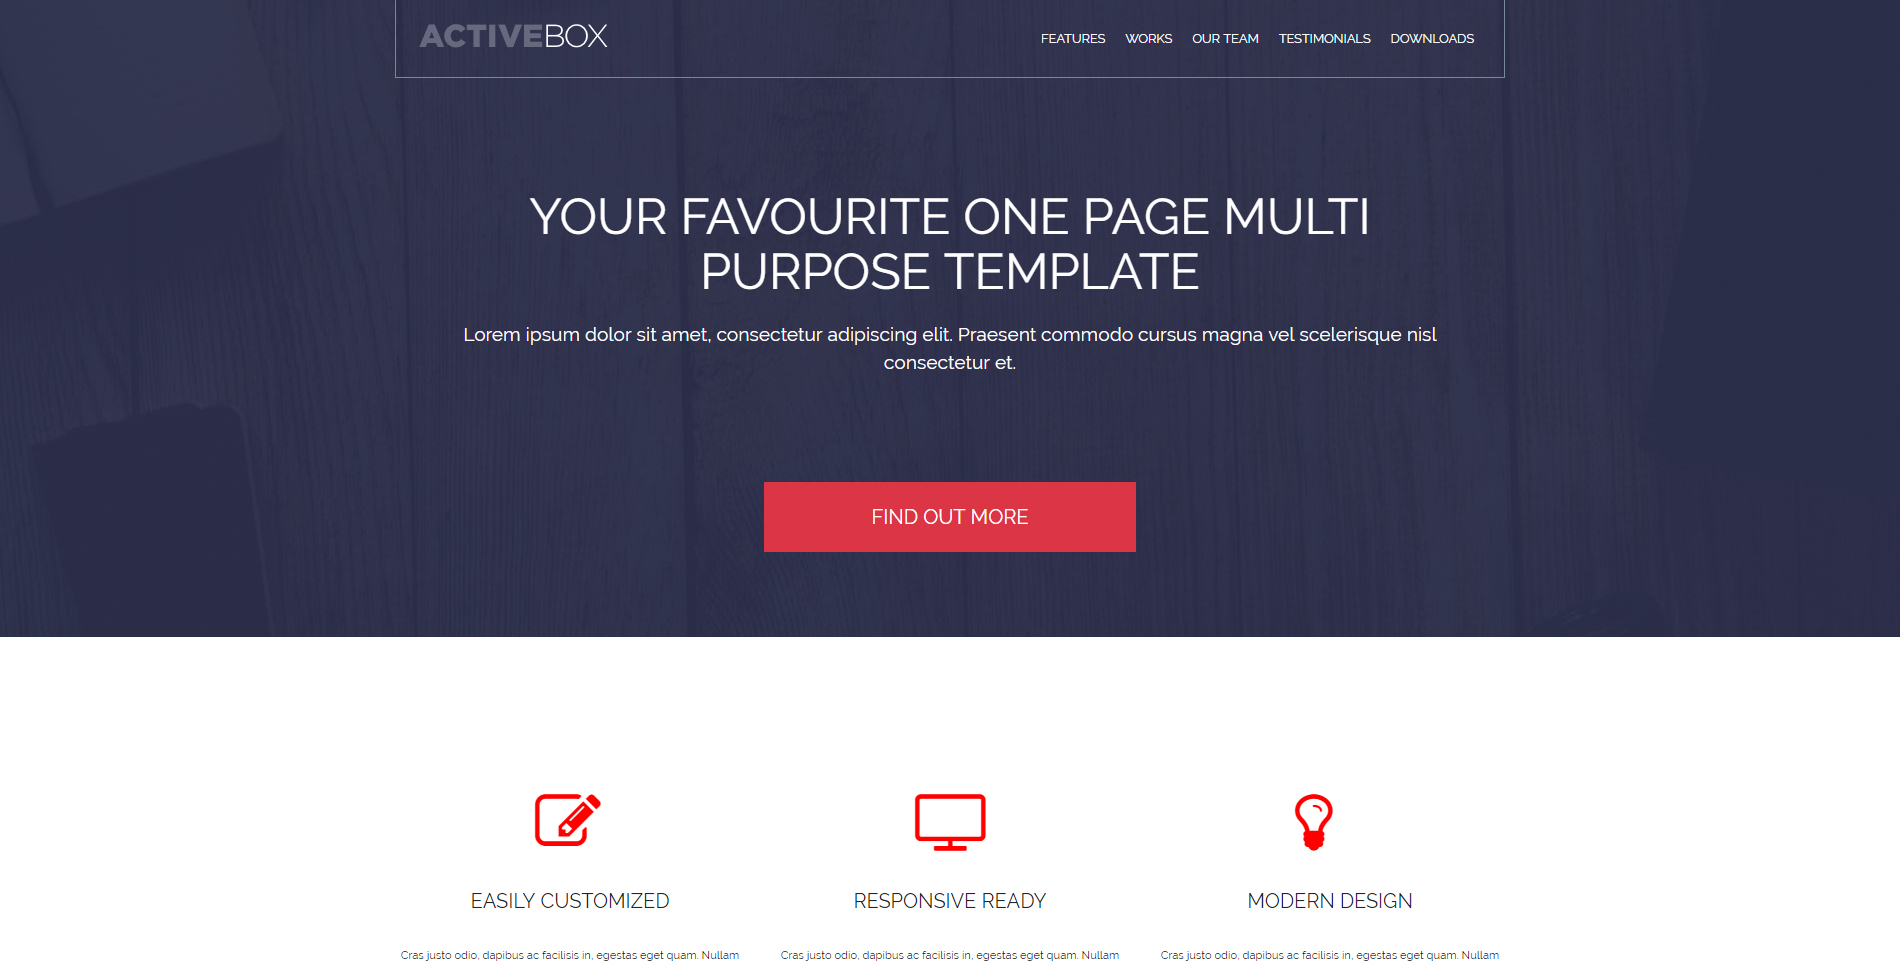 ACTIVEBOX
FEATURES WORKS OUR TEAM TESTIMONIALS DOWNLOADS
YOUR FAVOURITE ONE PAGE MULTI
PURPOSE TEMPLATE
Lorem ipsum dolor sit amet, consectetur adipiscing elit. Praesent commodo cursus magna vel scelerisque nisl
consectetur et.
FIND OUT MORE
EASILY CUSTOMIZED
Cras justo odio, dapibus ac facilisis in, egestas eget quam. Nullam
RESPONSIVE READY
Cras justo odio, dapibus ac facilisis in, egestas eget quam. Nullam
MODERN DESIGN
Cras justo odio, dapibus ac facilisis in, egestas eget quam. Nullam